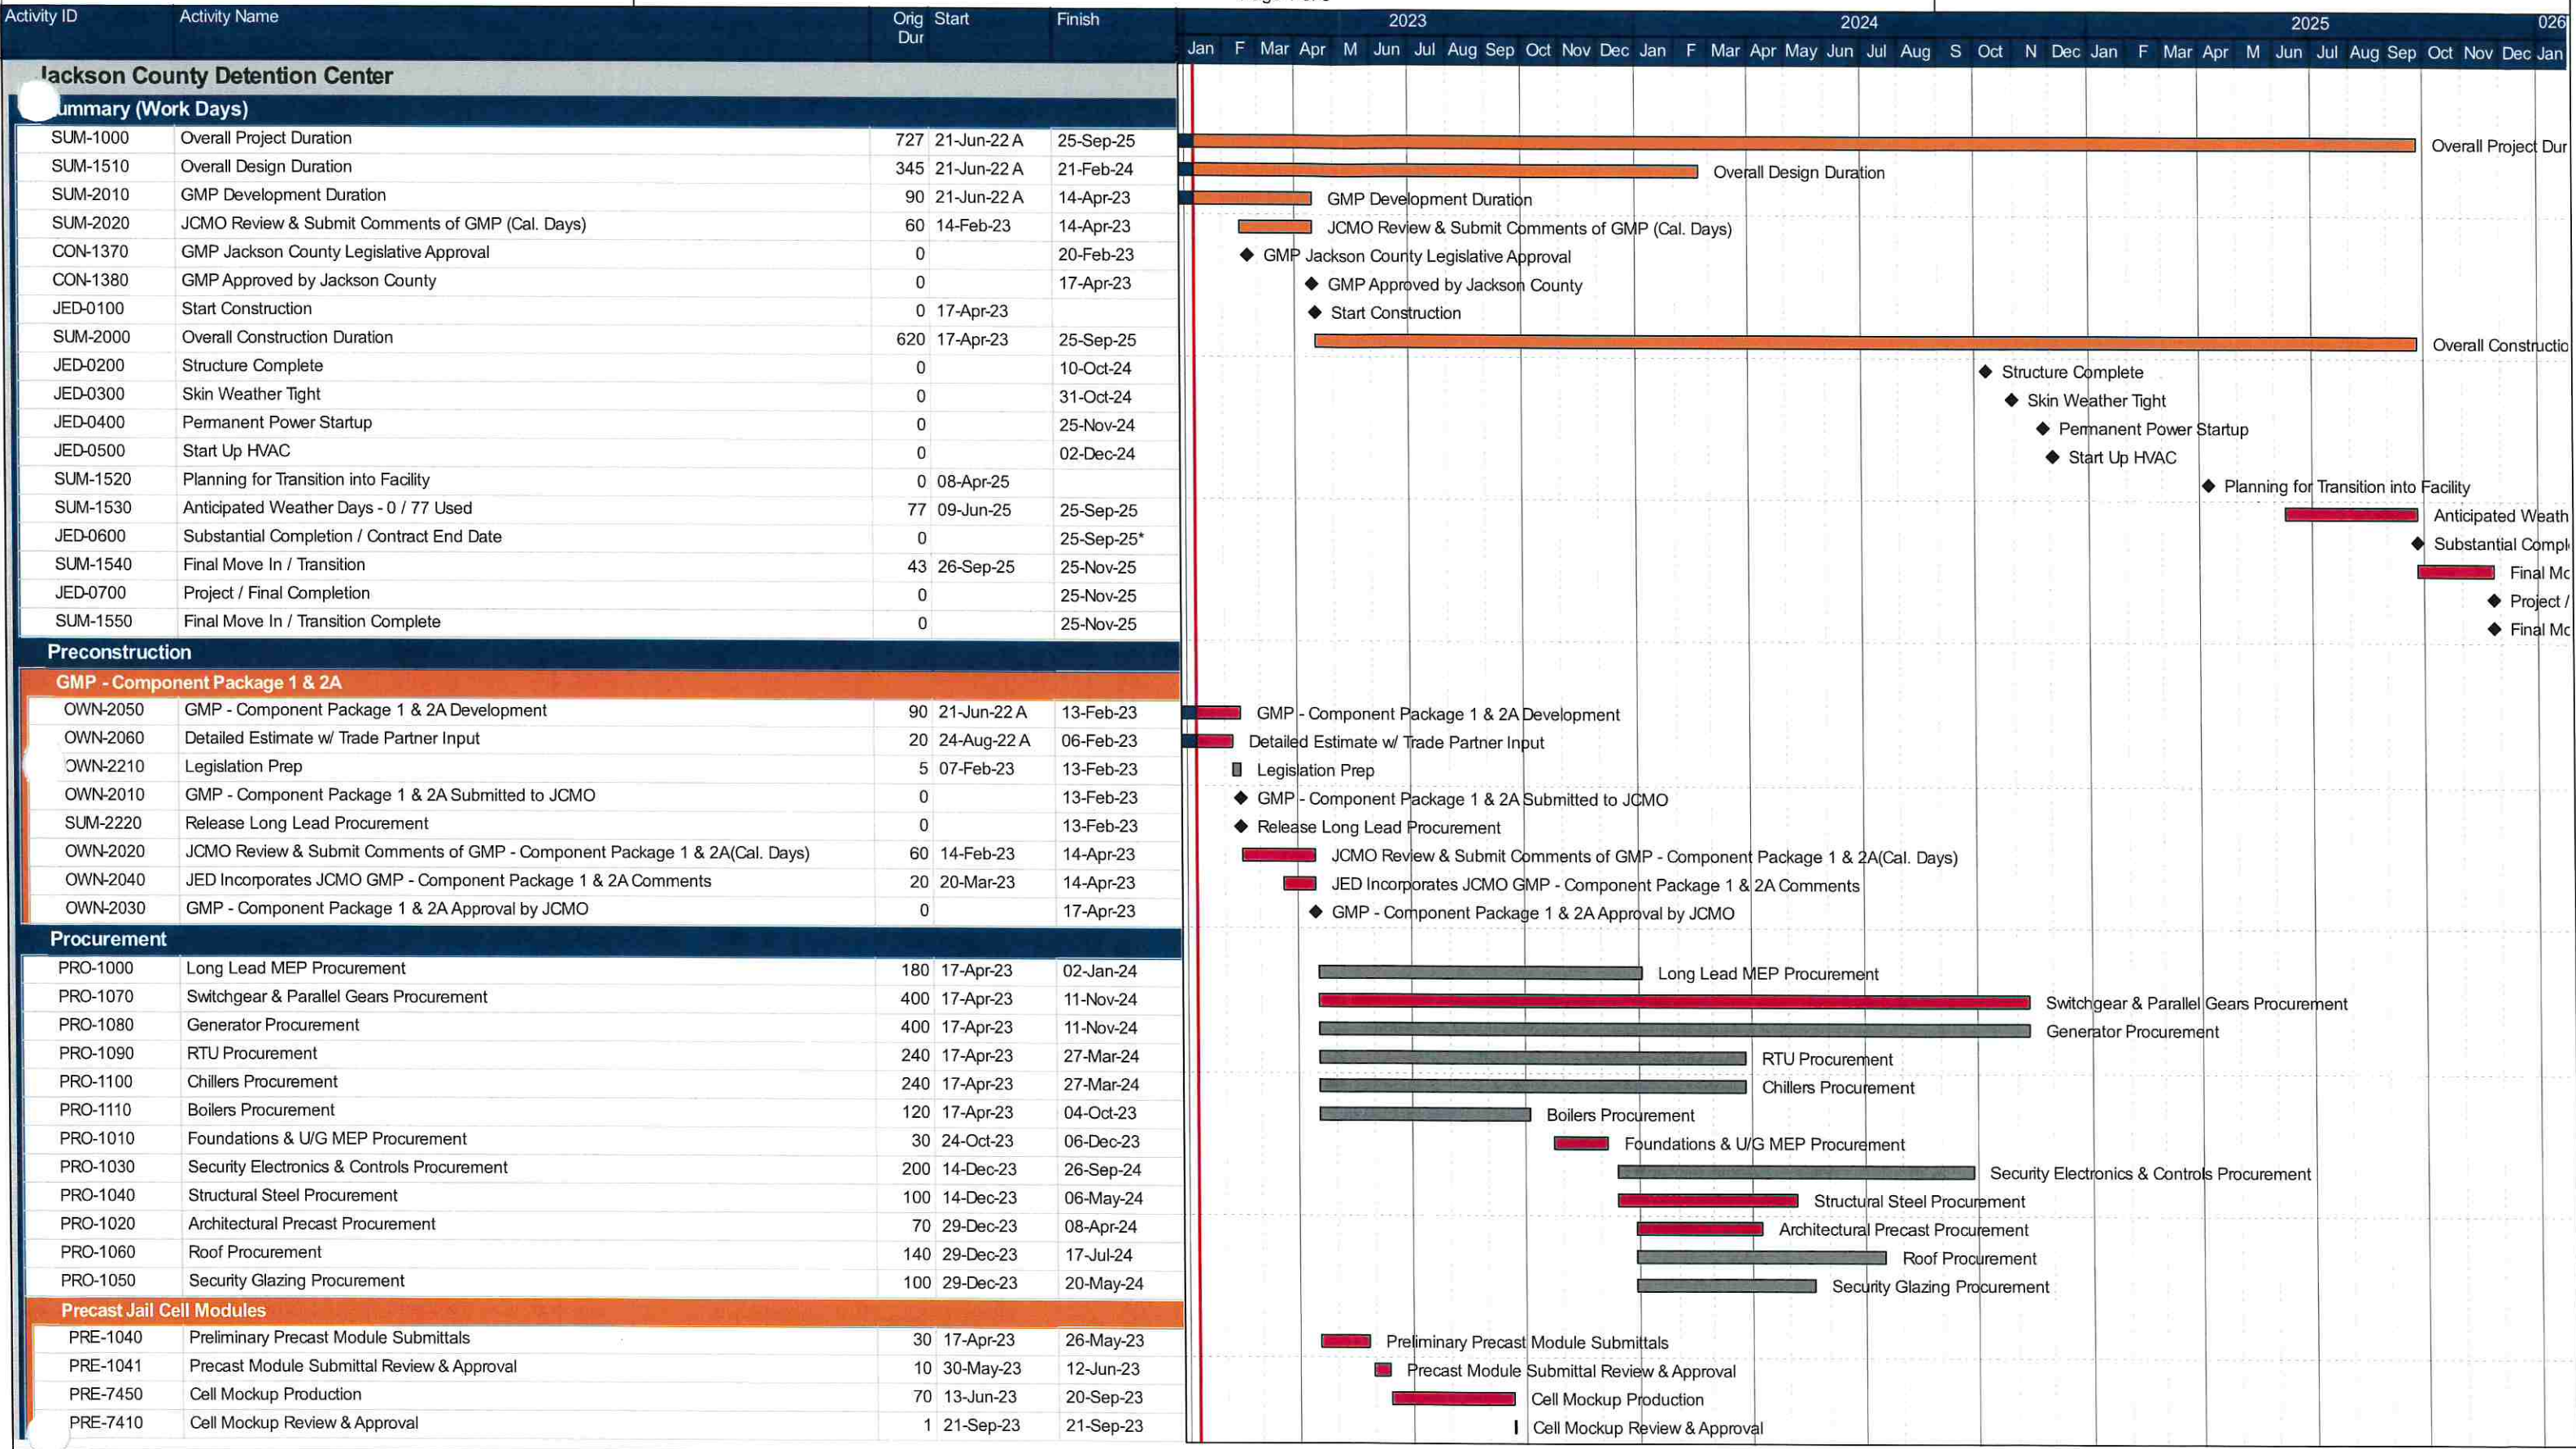 Activity ID Activity Name Orig Dur Start Finish
2023 2024 2025 026
Jan F Mar Apr M Jun Jul Aug Sep Oct Nov Dec Jan F Mar Apr May Jun Jul Aug S Oct N Dec Jan F Mar Apr M Jun Jul Aug Sep Oct Nov Dec Jan
Jackson County Detention Center
ummary (Work Days)
SUM-1000 Overall Project Duration 727 21-Jun-22 A 25-Sep-25 Overall Project Dur
SUM-1510 Overall Design Duration 345 21-Jun-22 A 21-Feb-24 Overall Design Duration
SUM-2010 GMP Development Duration 90 21-Jun-22 A 14-Apr-23 GMP Development Duration
SUM-2020 JCMO Review & Submit Comments of GMP (Cal. Days) 60 14-Feb-23 14-Apr-23 JCMO Review & Submit Comments of GMP (Cal. Days)
CON-1370 GMP Jackson County Legislative Approval 0 20-Feb-23 GMP Jackson County Legislative Approval
CON-1380 GMP Approved by Jackson County 0 17-Apr-23 GMP Approved by Jackson County
JED-0100 Start Construction 0 17-Apr-23 Start Construction
SUM-2000 Overall Construction Duration 620 17-Apr-23 25-Sep-25 Overall Constructio
JED-0200 Structure Complete 0 10-Oct-24 Structure Complete
JED-0300 Skin Weather Tight 0 31-Oct-24 Skin Weather Tight
JED-0400 Permanent Power Startup 0 25-Nov-24 Permanent Power Startup
JED-0500 Start Up HVAC 0 02-Dec-24 Start Up HVAC
SUM-1520 Planning for Transition into Facility 0 08-Apr-25 Planning for Transition into Facility
SUM-1530 Anticipated Weather Days - 0 / 77 Used 77 09-Jun-25 25-Sep-25 Anticipated Weath
JED-0600 Substantial Completion / Contract End Date 0 25-Sep-25* Substantial Compl
SUM-1540 Final Move In / Transition 43 26-Sep-25 25-Nov-25 Final Mo
JED-0700 Project / Final Completion 0 25-Nov-25 Project /
SUM-1550 Final Move In / Transition Complete 0 25-Nov-25 Final Mo
Preconstruction
GMP - Component Package 1 & 2A
OWN-2050 GMP - Component Package 1 & 2A Development 90 21-Jun-22 A 13-Feb-23 GMP - Component Package 1 & 2A Development
OWN-2060 Detailed Estimate w/ Trade Partner Input 20 24-Aug-22 A 06-Feb-23 Detailed Estimate w/ Trade Partner Input
OWN-2210 Legislation Prep 5 07-Feb-23 13-Feb-23 Legislation Prep
OWN-2010 GMP - Component Package 1 & 2A Submitted to JCMO 0 13-Feb-23 GMP - Component Package 1 & 2A Submitted to JCMO
SUM-2220 Release Long Lead Procurement 0 13-Feb-23 Release Long Lead Procurement
OWN-2020 JCMO Review & Submit Comments of GMP - Component Package 1 & 2A(Cal. Days) 60 14-Feb-23 14-Apr-23 JCMO Review & Submit Comments of GMP - Component Package 1 & 2A(Cal. Days)
OWN-2040 JED Incorporates JCMO GMP - Component Package 1 & 2A Comments 20 20-Mar-23 14-Apr-23 JED Incorporates JCMO GMP - Component Package 1 & 2A Comments
OWN-2030 GMP - Component Package 1 & 2A Approval by JCMO 0 17-Apr-23 GMP - Component Package 1 & 2A Approval by JCMO
Procurement
PRO-1000 Long Lead MEP Procurement 180 17-Apr-23 02-Jan-24 Long Lead MEP Procurement
PRO-1070 Switchgear & Parallel Gears Procurement 400 17-Apr-23 11-Nov-24 Switchgear & Parallel Gears Procurement
PRO-1080 Generator Procurement 400 17-Apr-23 11-Nov-24 Generator Procurement
PRO-1090 RTU Procurement 240 17-Apr-23 27-Mar-24 RTU Procurement
PRO-1100 Chillers Procurement 240 17-Apr-23 27-Mar-24 Chillers Procurement
PRO-1110 Boilers Procurement 120 17-Apr-23 04-Oct-23 Boilers Procurement
PRO-1010 Foundations & U/G MEP Procurement 30 24-Oct-23 06-Dec-23 Foundations & U/G MEP Procurement
PRO-1030 Security Electronics & Controls Procurement 200 14-Dec-23 26-Sep-24 Security Electronics & Controls Procurement
PRO-1040 Structural Steel Procurement 100 14-Dec-23 06-May-24 Structural Steel Procurement
PRO-1020 Architectural Precast Procurement 70 29-Dec-23 08-Apr-24 Architectural Precast Procurement
PRO-1060 Roof Procurement 140 29-Dec-23 17-Jul-24 Roof Procurement
PRO-1050 Security Glazing Procurement 100 29-Dec-23 20-May-24 Security Glazing Procurement
Precast Jail Cell Modules
PRE-1040 Preliminary Precast Module Submittals 30 17-Apr-23 26-May-23 Preliminary Precast Module Submittals
PRE-1041 Precast Module Submittal Review & Approval 10 30-May-23 12-Jun-23 Precast Module Submittal Review & Approval
PRE-7450 Cell Mockup Production 70 13-Jun-23 20-Sep-23 Cell Mockup Production
PRE-7410 Cell Mockup Review & Approval 1 21-Sep-23 21-Sep-23 Cell Mockup Review & Approval